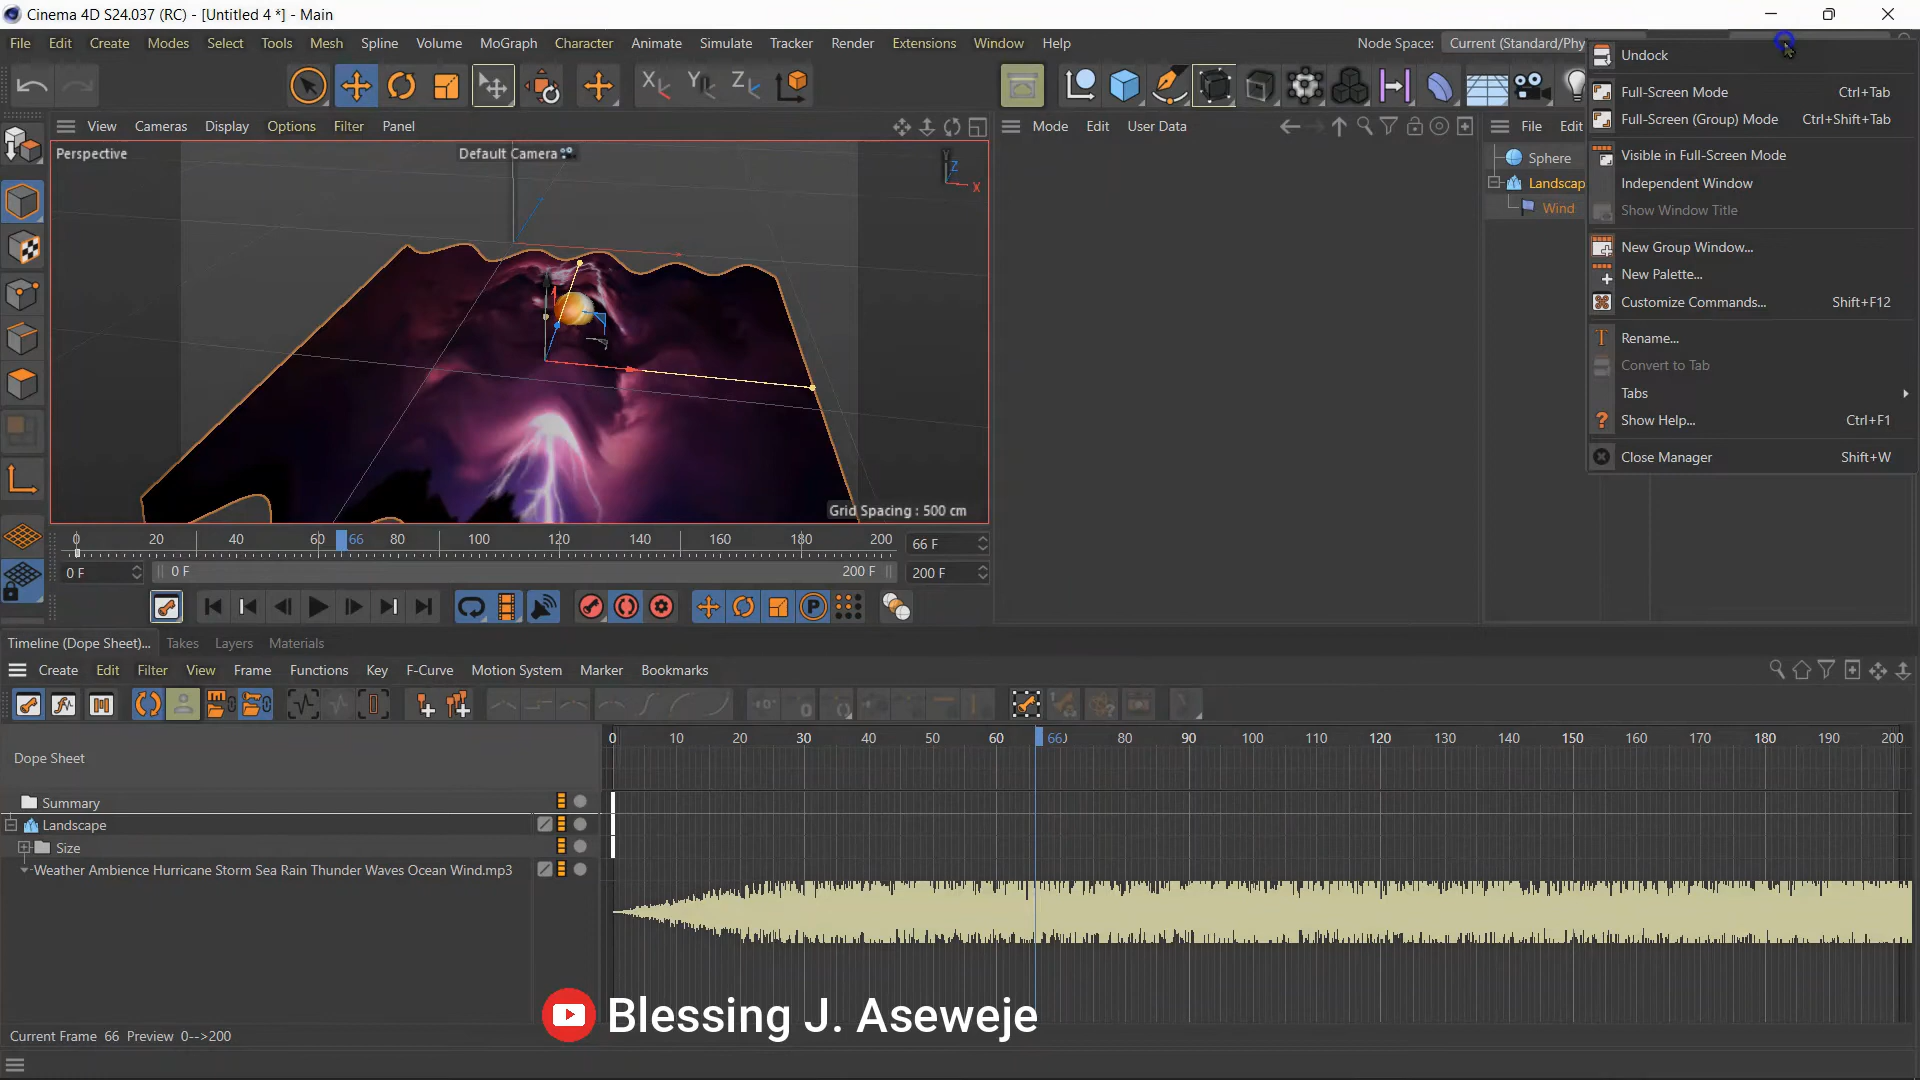 Cinema 4D S24.037 (RC) - [Untitled 4 *] - Main
File Edit Create Modes Select Tools Mesh Spline Volume MoGraph Character Animate Simulate Tracker Render Extensions Window Help
Node Space: Current (Standard/Phy
X Y Z
View Cameras Display Options Filter Panel
Mode Edit User Data
File Edit
Perspective
Default Camera
Y Z X
Grid Spacing : 500 cm
Sphere
Landscap
Wind
Undock
Full-Screen Mode Ctrl+Tab
Full-Screen (Group) Mode Ctrl+Shift+Tab
Visible in Full-Screen Mode
Independent Window
Show Window Title
New Group Window...
New Palette...
Customize Commands... Shift+F12
Rename...
Convert to Tab
Tabs
Show Help... Ctrl+F1
Close Manager Shift+W
0 20 40 60 66 80 100 120 140 160 180 200 66 F
0 F 0 F 200 F 200 F
Timeline (Dope Sheet)... Takes Layers Materials
Create Edit Filter View Frame Functions Key F-Curve Motion System Marker Bookmarks
0 10 20 30 40 50 60 66 80 90 100 110 120 130 140 150 160 170 180 190 200
Dope Sheet
Summary
Landscape
Size
Weather Ambience Hurricane Storm Sea Rain Thunder Waves Ocean Wind.mp3
Blessing J. Aseweje
Current Frame 66 Preview 0-->200